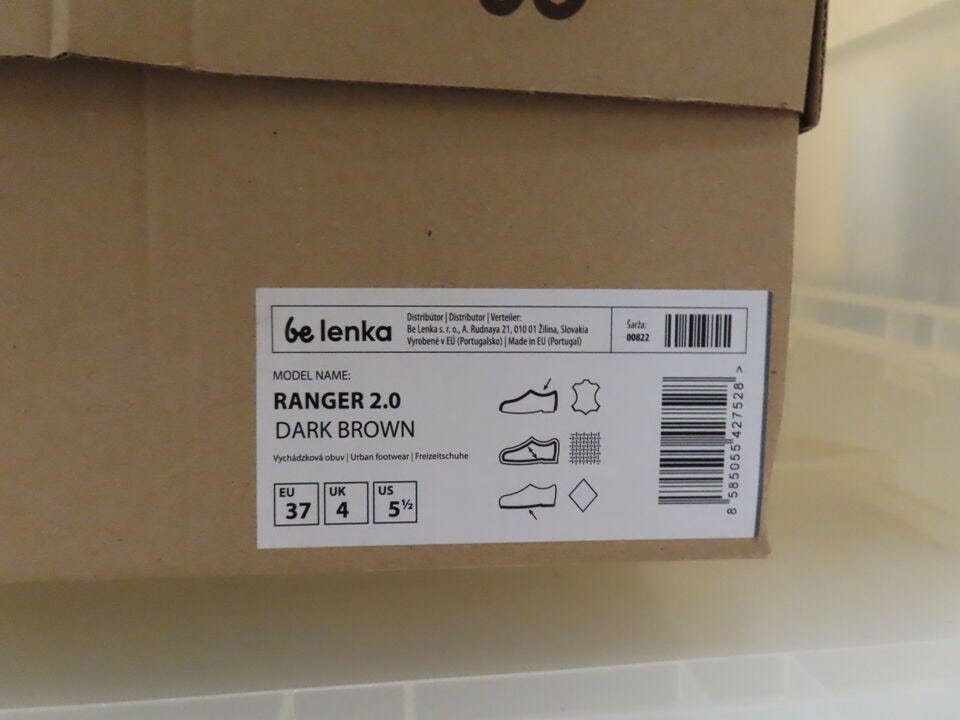 be lenka
Distribútor | Distributor | Verteiler:
Be Lenka s. r. o., A. Rudnaya 21, 010 01 Žilina, Slovakia
Vyrobené v EÚ (Portugalsko) | Made in EU (Portugal)
Šarža:
00822
MODEL NAME:
RANGER 2.0
DARK BROWN
Vychádzková obuv | Urban footwear | Freizeitschuhe
EU UK US
37 4 5½
8 585055 427528 >